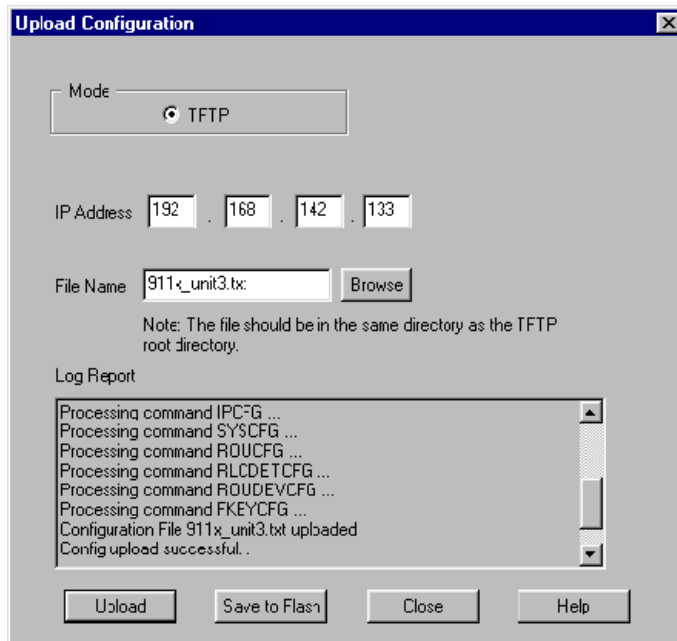 Upload Configuration
Mode
TFTP
IP Address 192 . 168 . 142 . 133
File Name 911x_unit3.txt Browse
Note: The file should be in the same directory as the TFTP
root directory.
Log Report
Processing command IPCFG ...
Processing command SYSCFG ...
Processing command ROUCFG ...
Processing command RLCDETCFG ...
Processing command ROUDEVCFG ...
Processing command FKEYCFG ...
Configuration File 911x_unit3.txt uploaded
Config upload successful. .
Upload Save to Flash Close Help